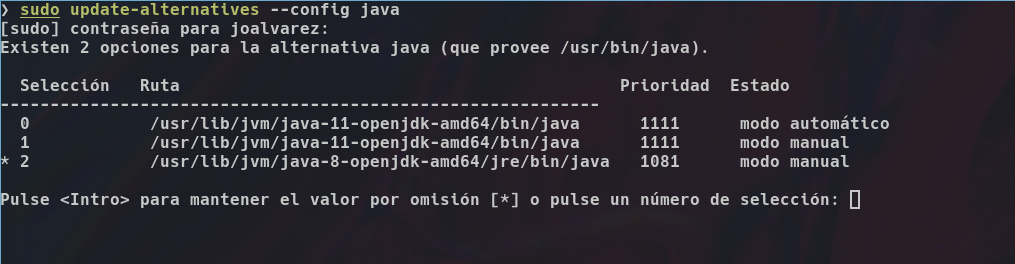 ❯ sudo update-alternatives --config java
[sudo] contraseña para joalvarez:
Existen 2 opciones para la alternativa java (que provee /usr/bin/java).
  Selección   Ruta                                            Prioridad  Estado
------------------------------------------------------------
  0            /usr/lib/jvm/java-11-openjdk-amd64/bin/java      1111      modo automático
  1            /usr/lib/jvm/java-11-openjdk-amd64/bin/java      1111      modo manual
* 2            /usr/lib/jvm/java-8-openjdk-amd64/jre/bin/java   1081      modo manual
Pulse <Intro> para mantener el valor por omisión [*] o pulse un número de selección: